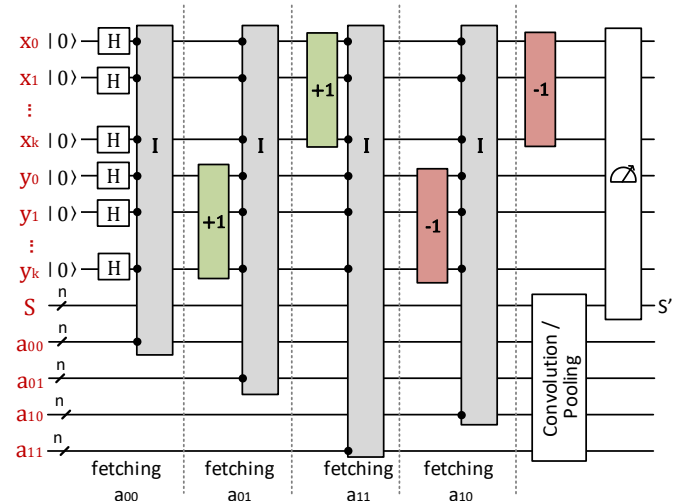 x₀ |0⟩ H
x₁ |0⟩ H
⋮
xₖ |0⟩ H
y₀ |0⟩ H
y₁ |0⟩ H
⋮
yₖ |0⟩ H
I
+1
I
+1
I
-1
I
-1
S n S'
a₀₀ n
a₀₁ n
a₁₀ n
a₁₁ n
Convolution /
Pooling
fetching
a₀₀
fetching
a₀₁
fetching
a₁₁
fetching
a₁₀